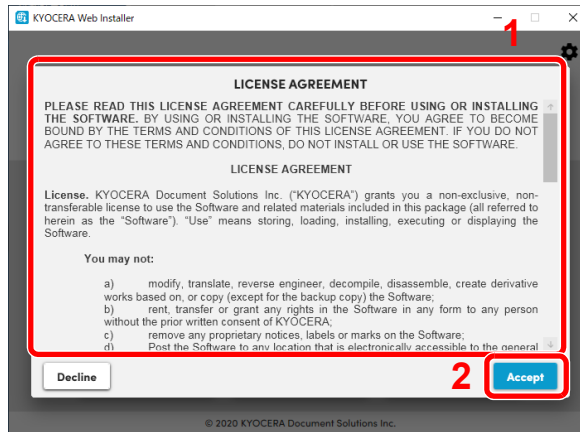 KYOCERA Web Installer
1
LICENSE AGREEMENT
PLEASE READ THIS LICENSE AGREEMENT CAREFULLY BEFORE USING OR INSTALLING
THE SOFTWARE. BY USING OR INSTALLING THE SOFTWARE, YOU AGREE TO BECOME
BOUND BY THE TERMS AND CONDITIONS OF THIS LICENSE AGREEMENT. IF YOU DO NOT
AGREE TO THESE TERMS AND CONDITIONS, DO NOT INSTALL OR USE THE SOFTWARE.
LICENSE AGREEMENT
License. KYOCERA Document Solutions Inc. (“KYOCERA”) grants you a non-exclusive, non-
transferable license to use the Software and related materials included in this package (all referred to
herein as the “Software”). “Use” means storing, loading, installing, executing or displaying the
Software.
You may not:
a) modify, translate, reverse engineer, decompile, disassemble, create derivative
works based on, or copy (except for the backup copy) the Software;
b) rent, transfer or grant any rights in the Software in any form to any person
without the prior written consent of KYOCERA;
c) remove any proprietary notices, labels or marks on the Software;
d) Post the Software to any location that is electronically accessible to the general
Decline
2
Accept
© 2020 KYOCERA Document Solutions Inc.